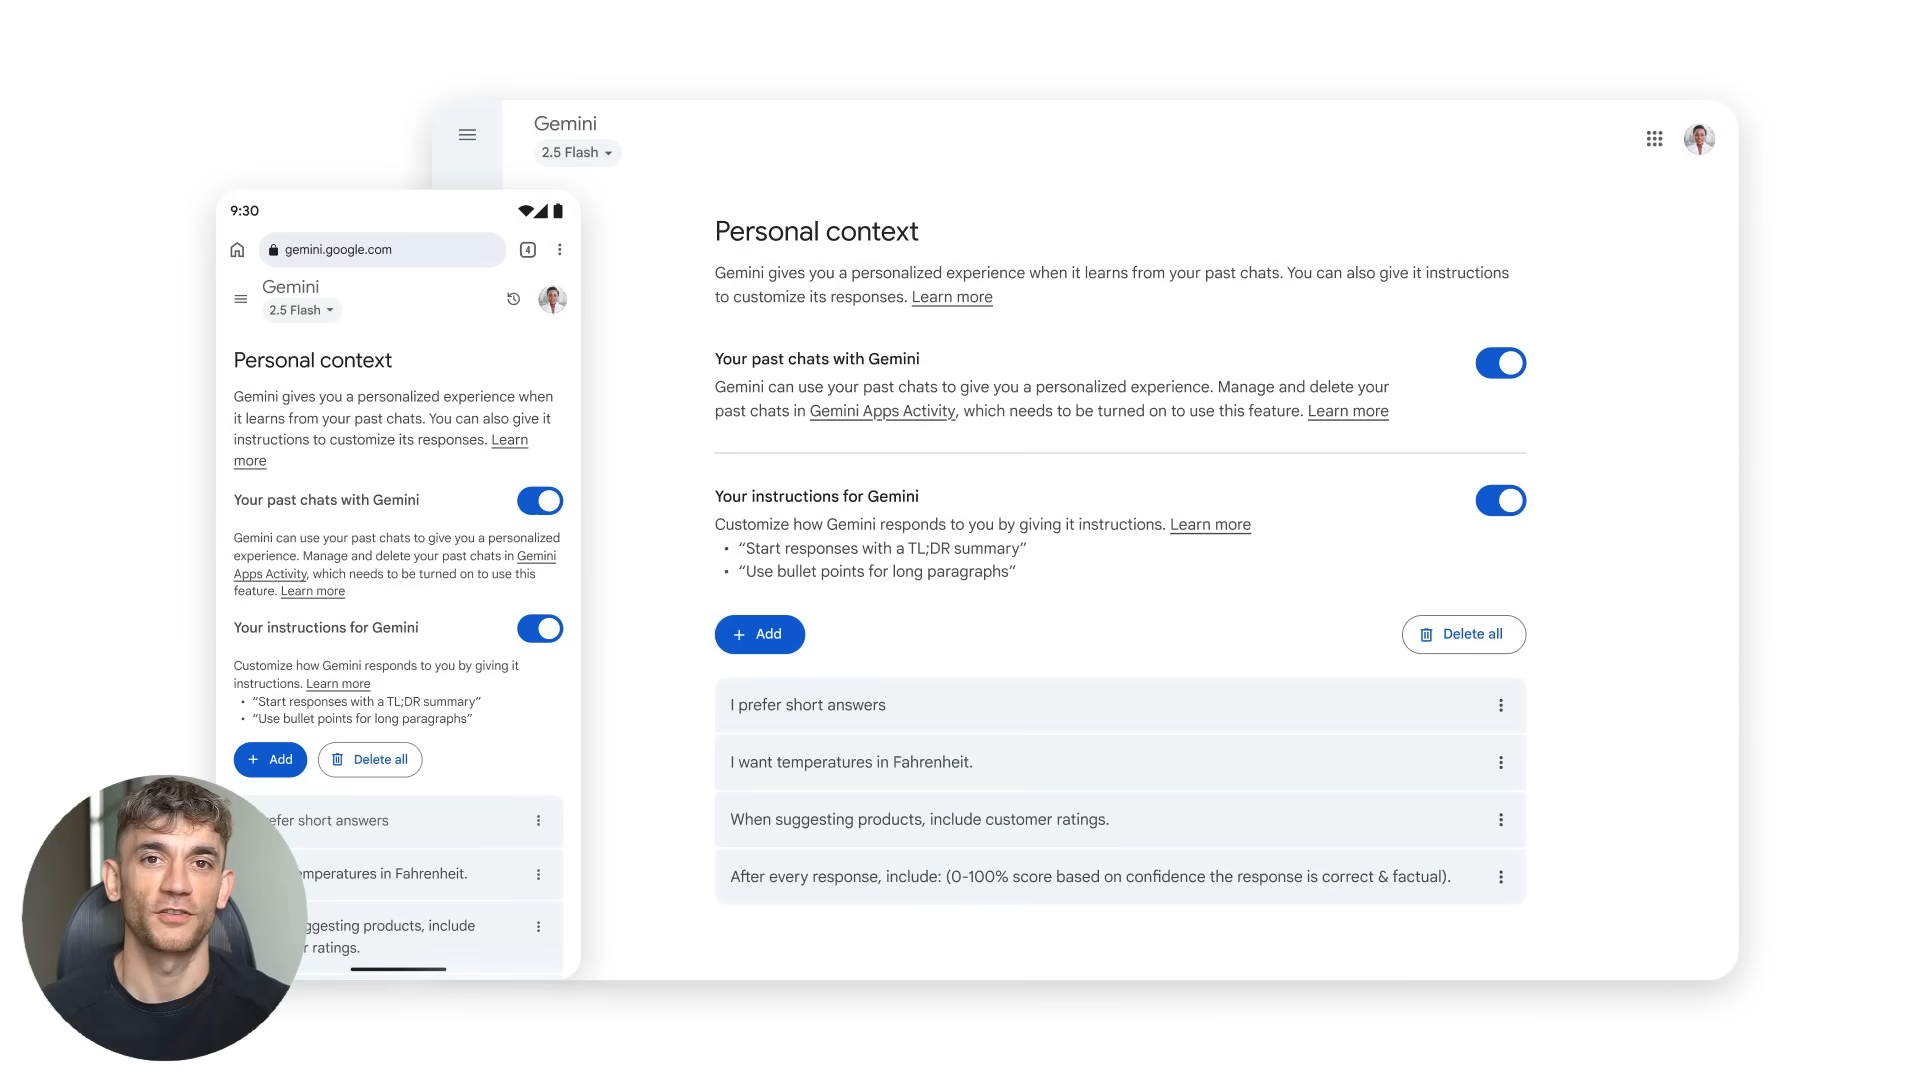 Gemini
2.5 Flash
Personal context
Gemini gives you a personalized experience when it learns from your past chats. You can also give it instructions
to customize its responses. Learn more
Your past chats with Gemini
Gemini can use your past chats to give you a personalized experience. Manage and delete your
past chats in Gemini Apps Activity, which needs to be turned on to use this feature. Learn more
Your instructions for Gemini
Customize how Gemini responds to you by giving it instructions. Learn more
• “Start responses with a TL;DR summary”
• “Use bullet points for long paragraphs”
+ Add
Delete all
I prefer short answers
I want temperatures in Fahrenheit.
When suggesting products, include customer ratings.
After every response, include: (0-100% score based on confidence the response is correct & factual).
9:30
gemini.google.com
4
Gemini
2.5 Flash
Personal context
Gemini gives you a personalized experience when
it learns from your past chats. You can also give it
instructions to customize its responses. Learn
more
Your past chats with Gemini
Gemini can use your past chats to give you a personalized
experience. Manage and delete your past chats in Gemini
Apps Activity, which needs to be turned on to use this
feature. Learn more
Your instructions for Gemini
Customize how Gemini responds to you by giving it
instructions. Learn more
• “Start responses with a TL;DR summary”
• “Use bullet points for long paragraphs”
+ Add
Delete all
efer short answers
emperatures in Fahrenheit.
ggesting products, include
r ratings.